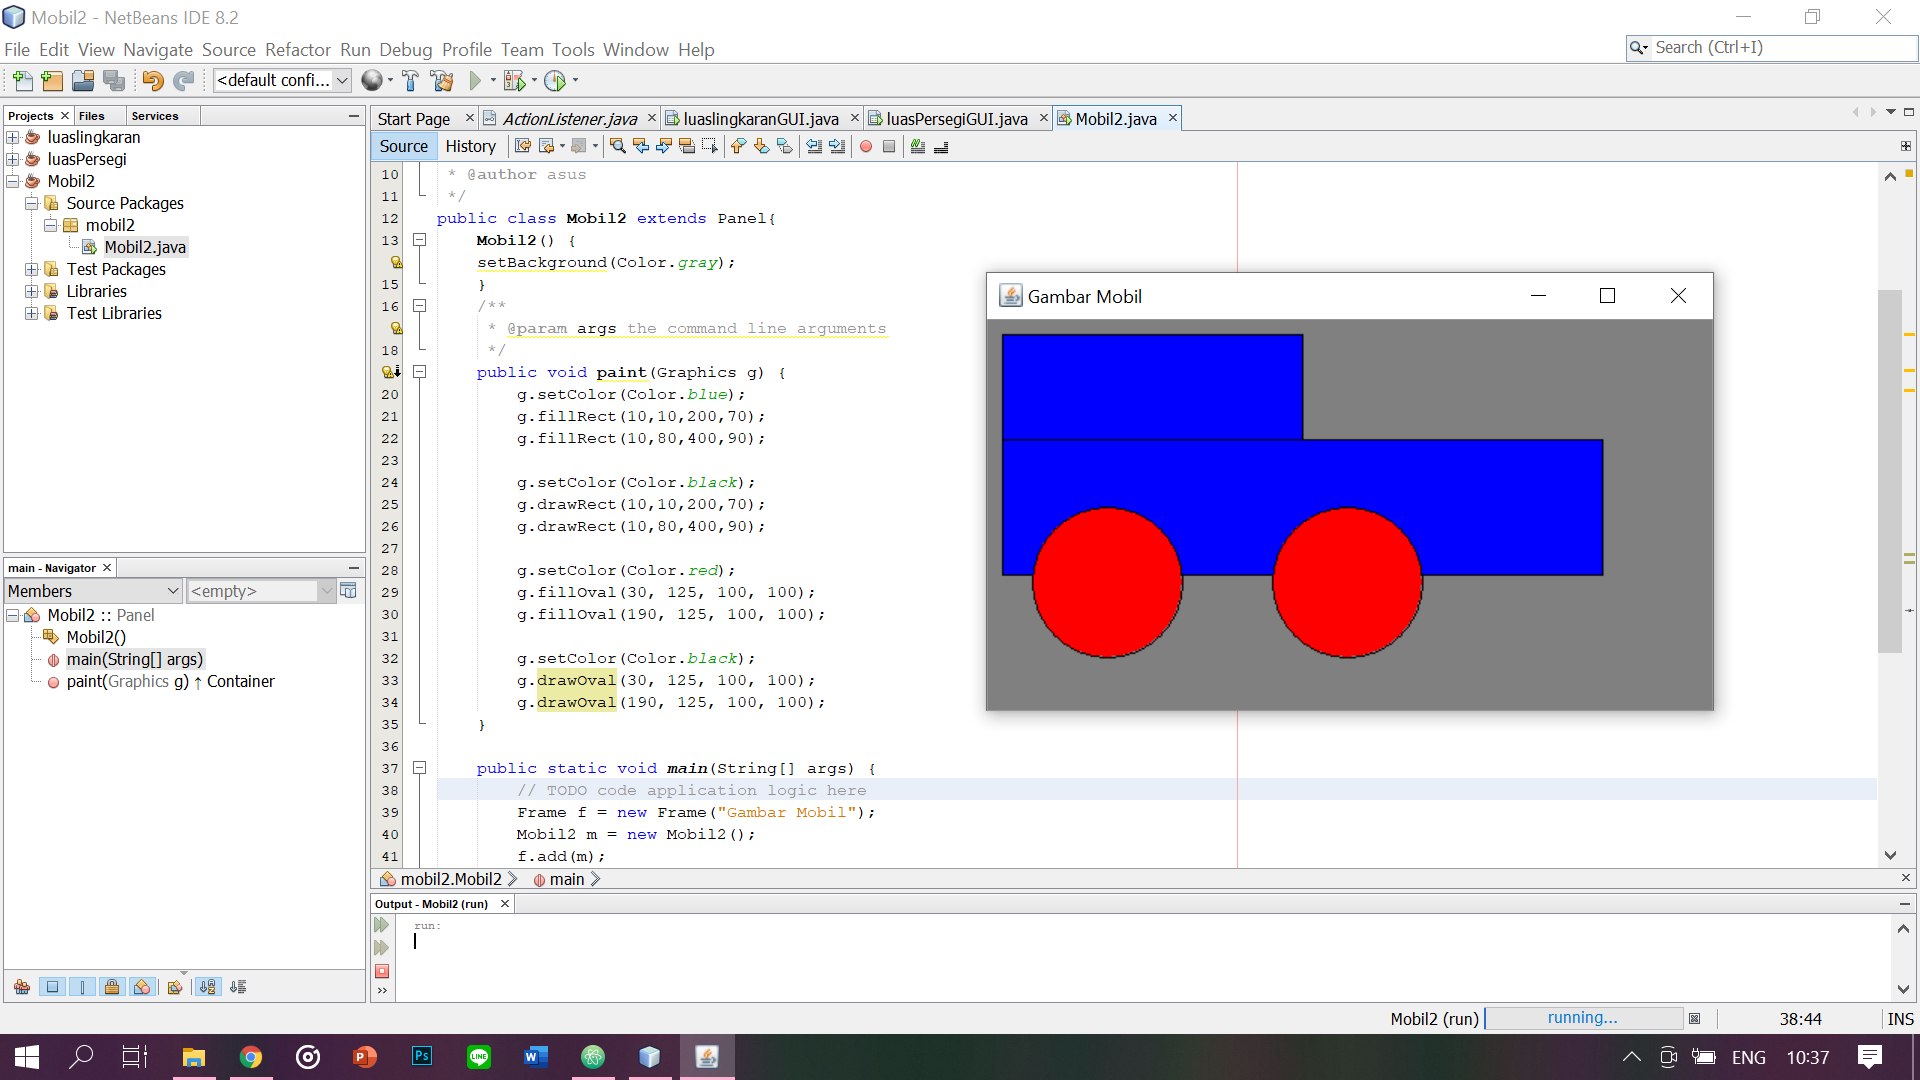 Mobil2 - NetBeans IDE 8.2
File Edit View Navigate Source Refactor Run Debug Profile Team Tools Window Help
Search (Ctrl+I)
<default confi...
Projects
Files
Services
luaslingkaran
luasPersegi
Mobil2
Source Packages
mobil2
Mobil2.java
Test Packages
Libraries
Test Libraries
main - Navigator
Members
<empty>
Mobil2 :: Panel
Mobil2()
main(String[] args)
paint(Graphics g) ↑ Container
Start Page
ActionListener.java
luaslingkaranGUI.java
luasPersegiGUI.java
Mobil2.java
Source
History
10 * @author asus
11 */
12 public class Mobil2 extends Panel{
13 Mobil2() {
setBackground(Color.gray);
15 }
16 /**
* @param args the command line arguments
18 */
public void paint(Graphics g) {
20 g.setColor(Color.blue);
21 g.fillRect(10,10,200,70);
22 g.fillRect(10,80,400,90);
23
24 g.setColor(Color.black);
25 g.drawRect(10,10,200,70);
26 g.drawRect(10,80,400,90);
27
28 g.setColor(Color.red);
29 g.fillOval(30, 125, 100, 100);
30 g.fillOval(190, 125, 100, 100);
31
32 g.setColor(Color.black);
33 g.drawOval(30, 125, 100, 100);
34 g.drawOval(190, 125, 100, 100);
35 }
36
37 public static void main(String[] args) {
38 // TODO code application logic here
39 Frame f = new Frame("Gambar Mobil");
40 Mobil2 m = new Mobil2();
41 f.add(m);
Gambar Mobil
mobil2.Mobil2
main
Output - Mobil2 (run)
run:
Mobil2 (run)
running...
38:44
INS
Ps
LINE
ENG
10:37